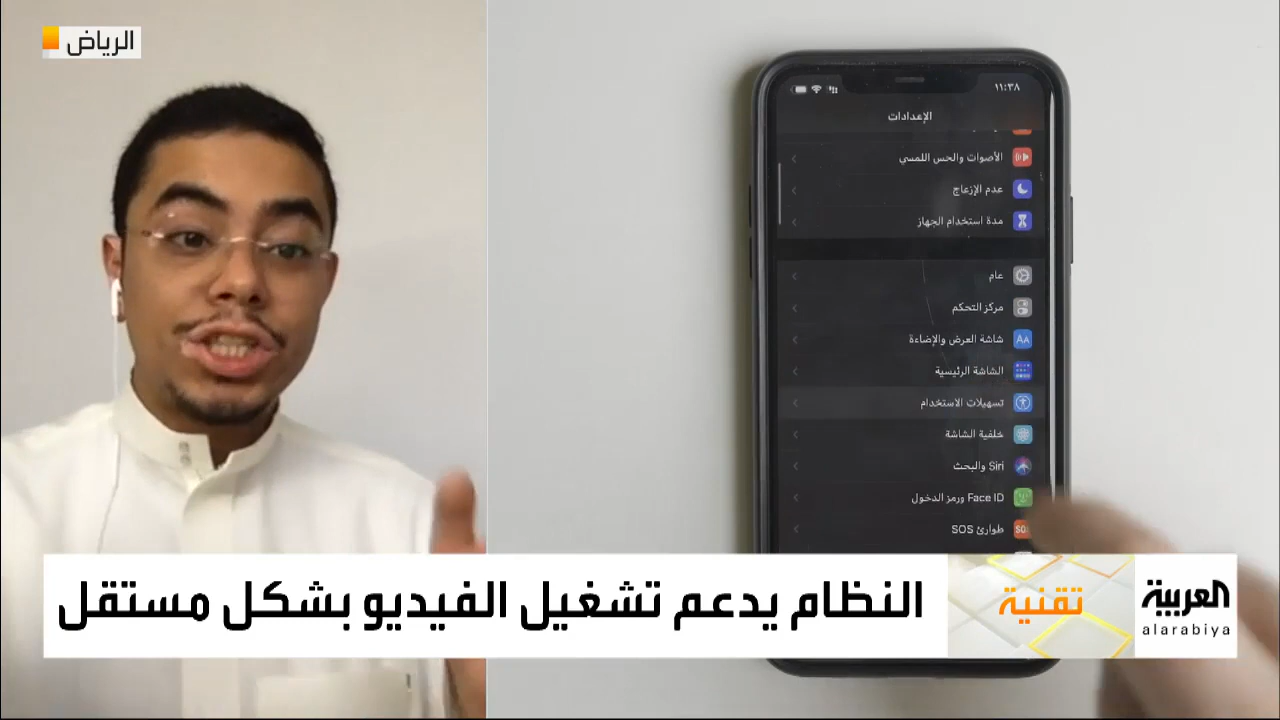 الرياض
١١:٣٨
الإعدادات
الأصوات والحس اللمسي
عدم الإزعاج
مدة استخدام الجهاز
عام
مركز التحكم
AA
شاشة العرض والإضاءة
الشاشة الرئيسية
تسهيلات الاستخدام
خلفية الشاشة
Siri والبحث
Face ID ورمز الدخول
طوارئ SOS
العربية
alarabiya
تقنية
النظام يدعم تشغيل الفيديو بشكل مستقل